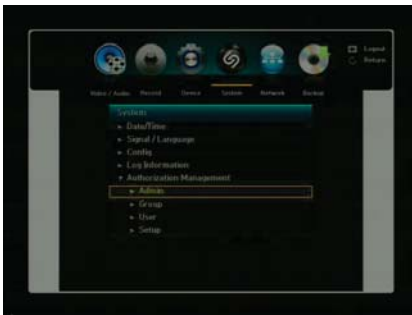 Logout
Return
Video / Audio Record Device System Network Backup
System
Date/Time
Signal / Language
Config
Log Information
Authorization Management
Admin
Group
User
Setup